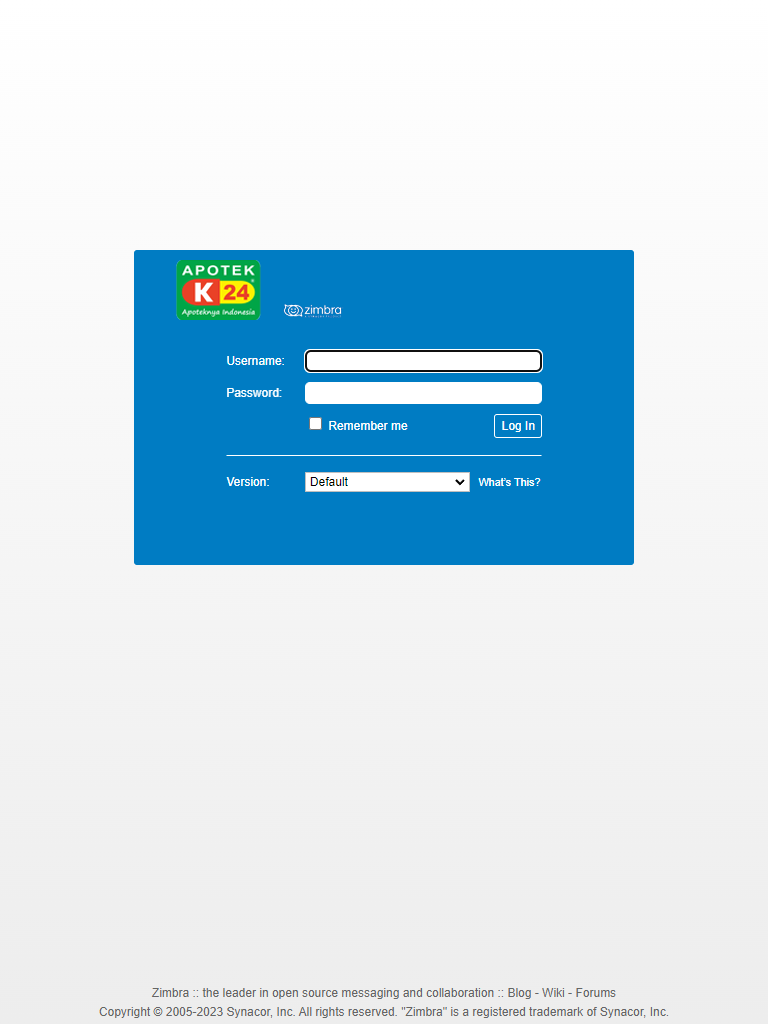 APOTEK
K 24
Apoteknya Indonesia
zimbra
Username:
Password:
Remember me
Log In
Version:
Default
What's This?
Zimbra :: the leader in open source messaging and collaboration :: Blog - Wiki - Forums
Copyright © 2005-2023 Synacor, Inc. All rights reserved. "Zimbra" is a registered trademark of Synacor, Inc.